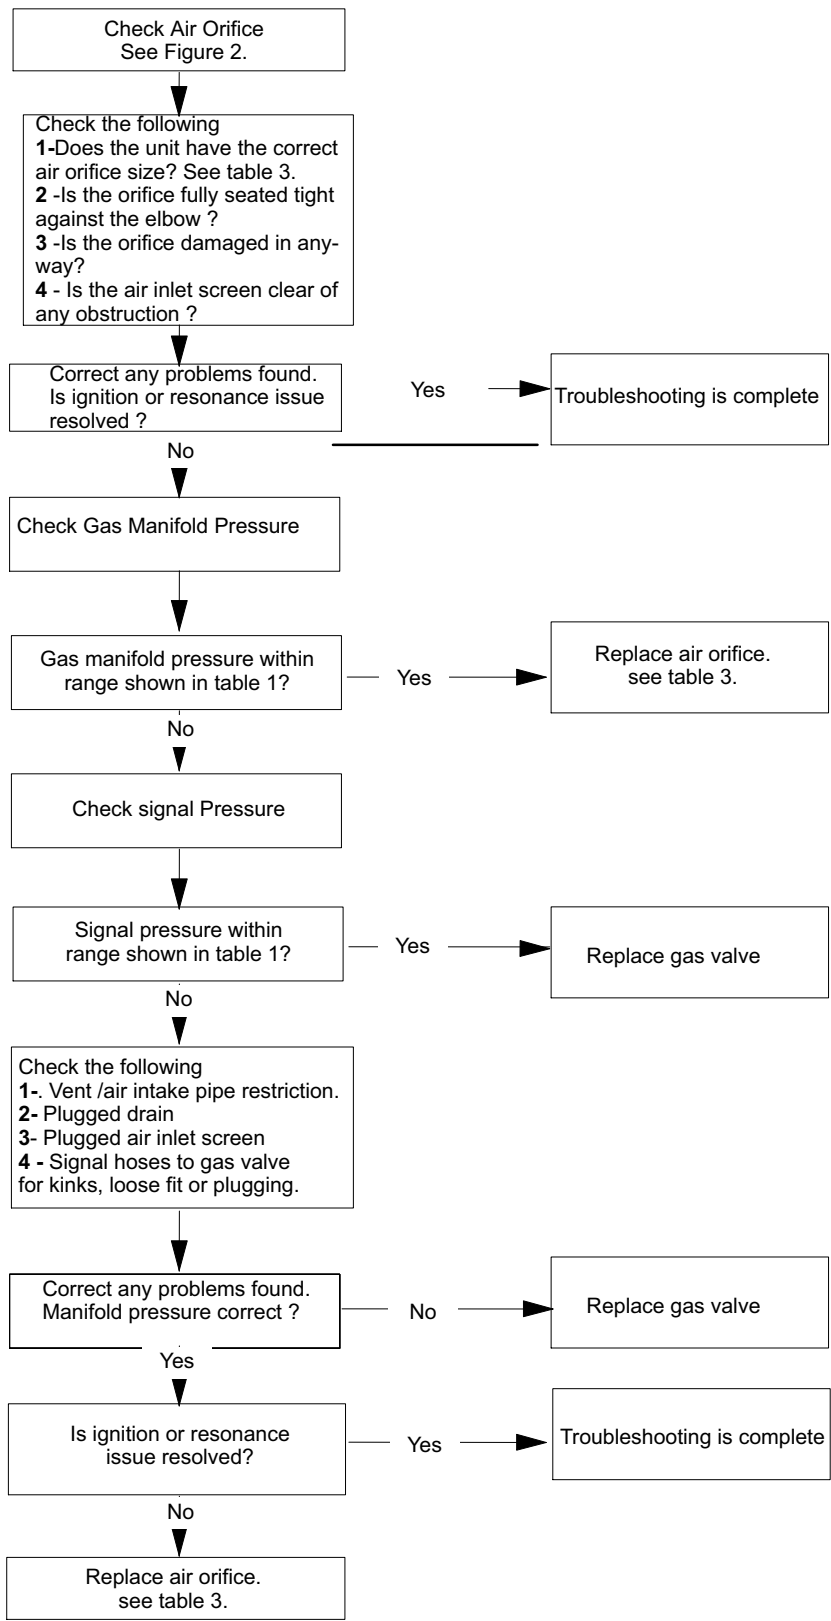 Check Air Orifice
See Figure 2.
Check the following
1-Does the unit have the correct
air orifice size? See table 3.
2 -Is the orifice fully seated tight
against the elbow ?
3 -Is the orifice damaged in any-
way?
4 - Is the air inlet screen clear of
any obstruction ?
Correct any problems found.
Is ignition or resonance issue
resolved ?
Yes
Troubleshooting is complete
No
Check Gas Manifold Pressure
Gas manifold pressure within
range shown in table 1?
Yes
Replace air orifice.
see table 3.
No
Check signal Pressure
Signal pressure within
range shown in table 1?
Yes
Replace gas valve
No
Check the following
1-. Vent /air intake pipe restriction.
2- Plugged drain
3- Plugged air inlet screen
4 - Signal hoses to gas valve
for kinks, loose fit or plugging.
Correct any problems found.
Manifold pressure correct ?
No
Replace gas valve
Yes
Is ignition or resonance
issue resolved?
Yes
Troubleshooting is complete
No
Replace air orifice.
see table 3.